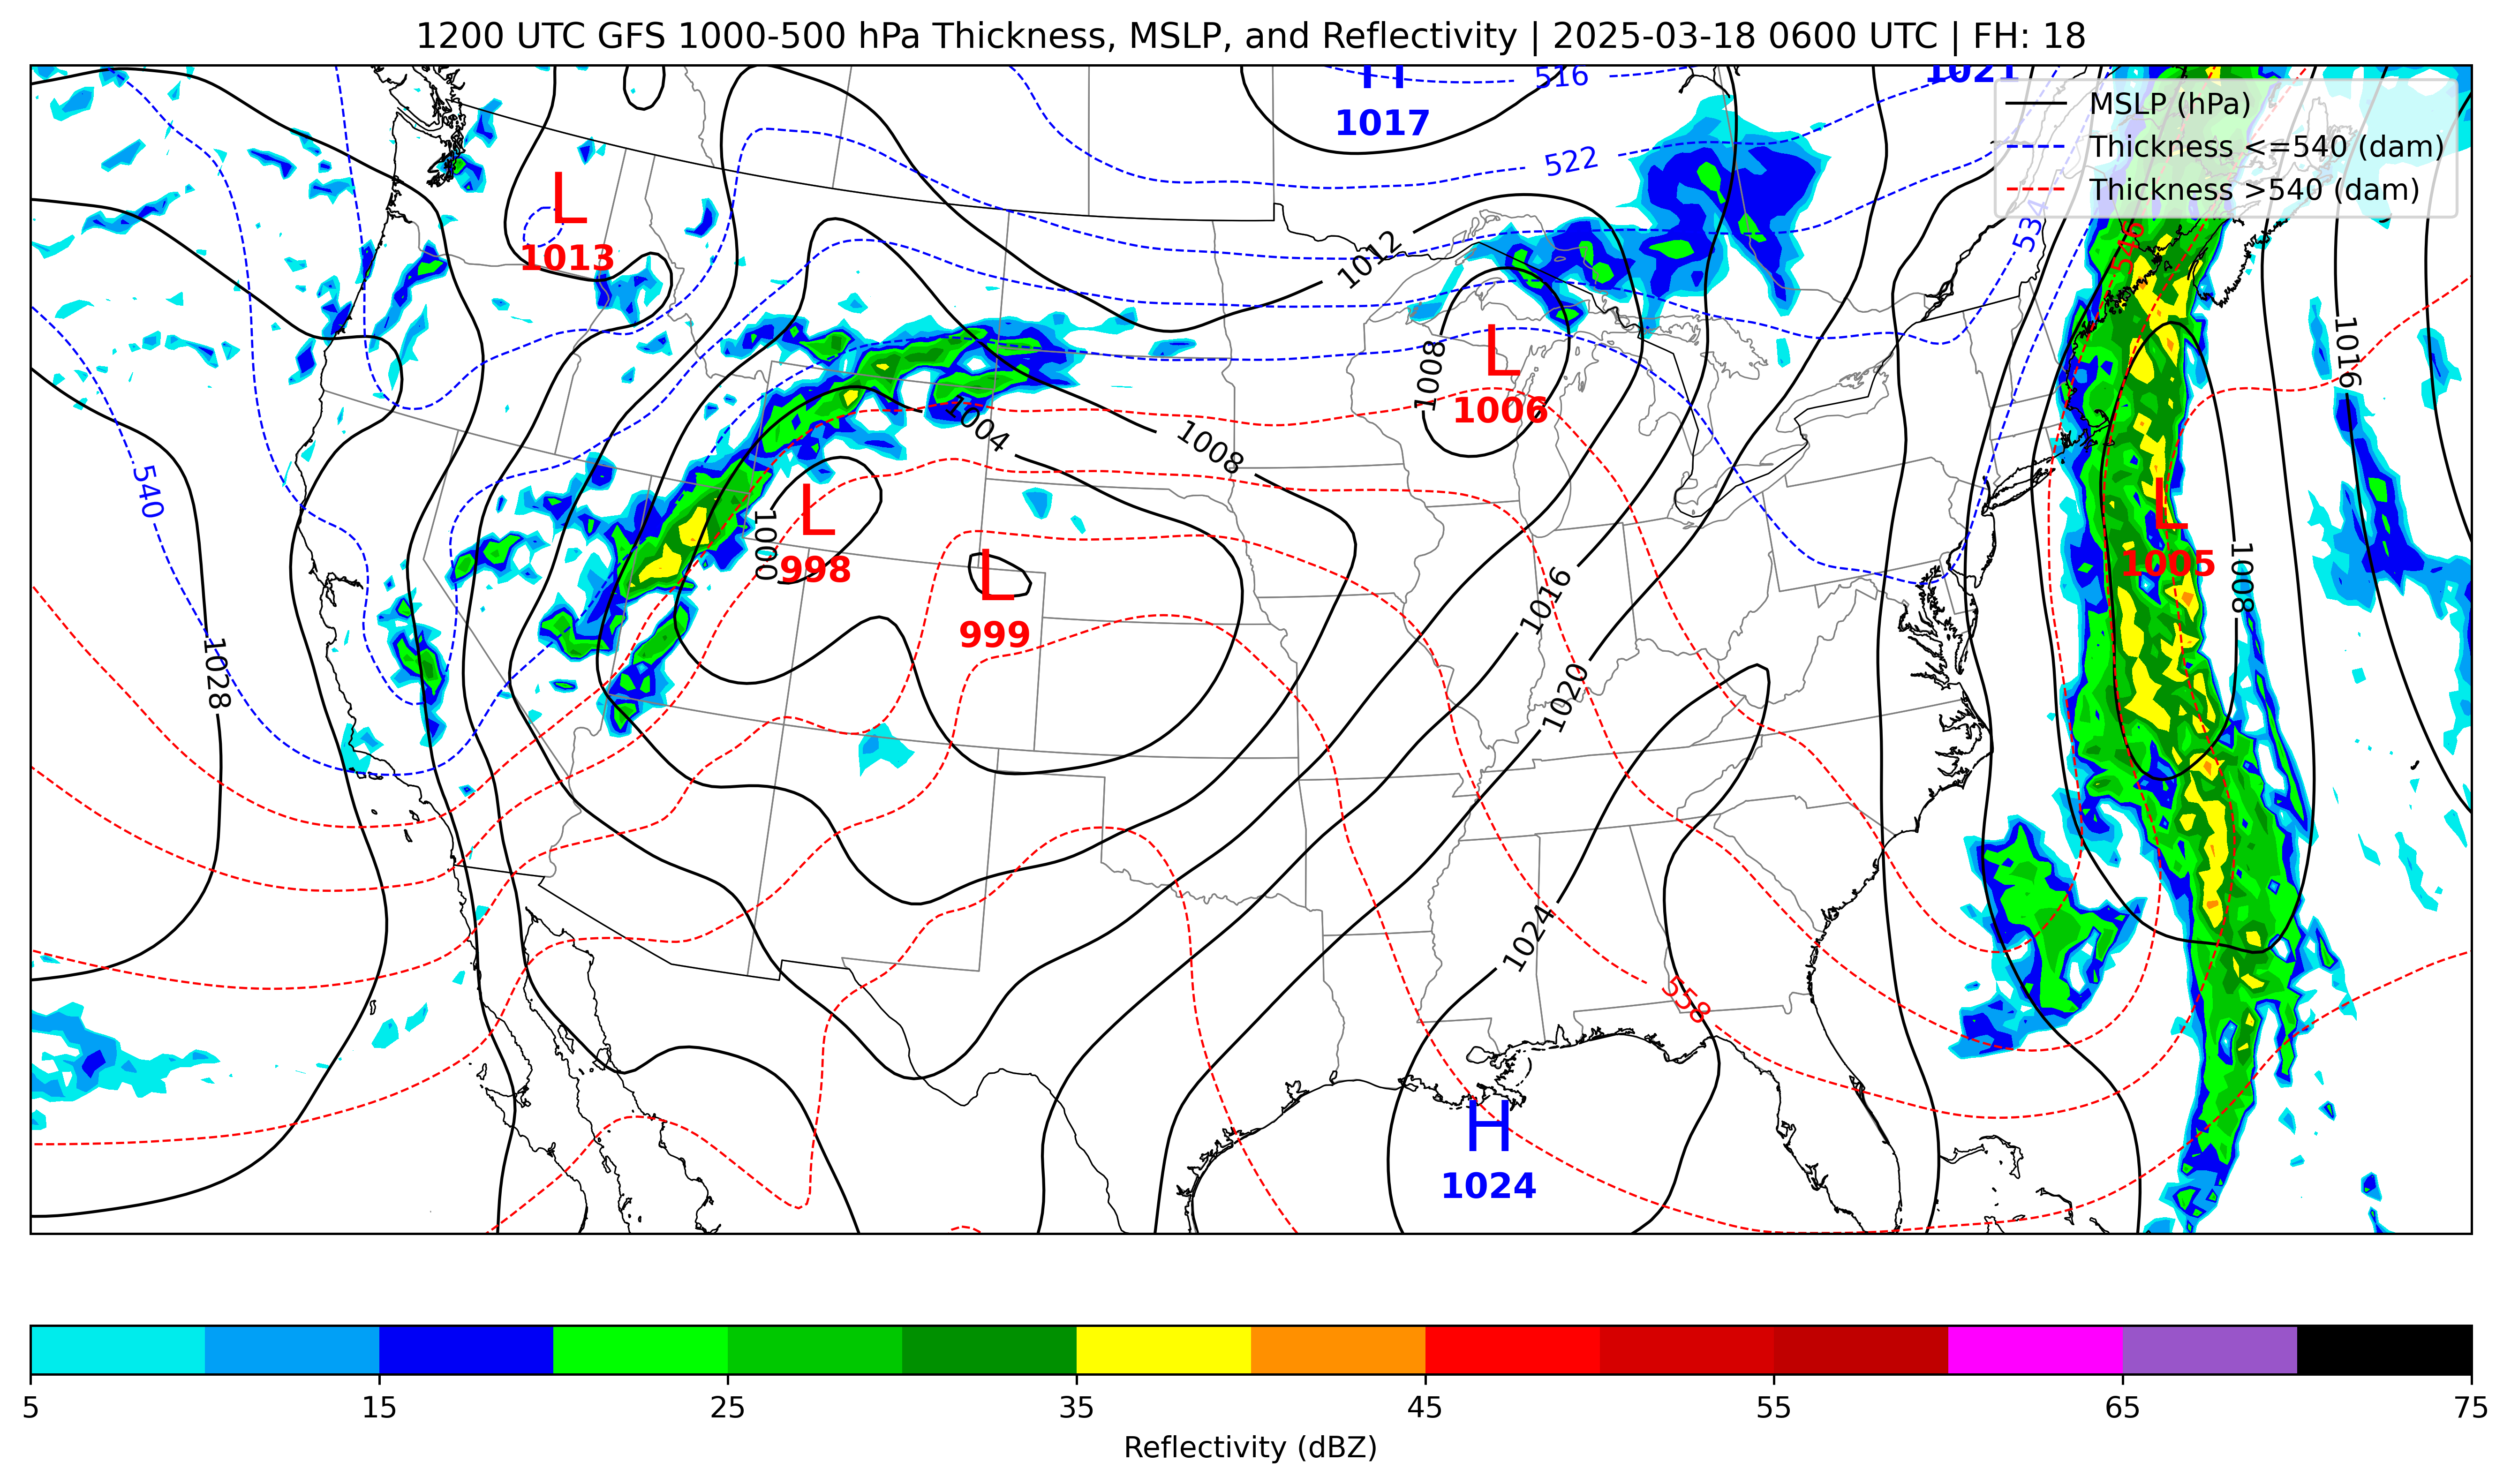 1200 UTC GFS 1000-500 hPa Thickness, MSLP, and Reflectivity | 2025-03-18 0600 UTC | FH: 18
516
1021
H
1017
MSLP (hPa)
Thickness <=540 (dam)
Thickness >540 (dam)
522
L
1013
1012
534
546
1008
L
1006
1016
1004
1008
540
L
998
1000
L
999
L
1005
1008
1016
1028
1020
1024
558
H
1024
5
15
25
35
45
55
65
75
Reflectivity (dBZ)